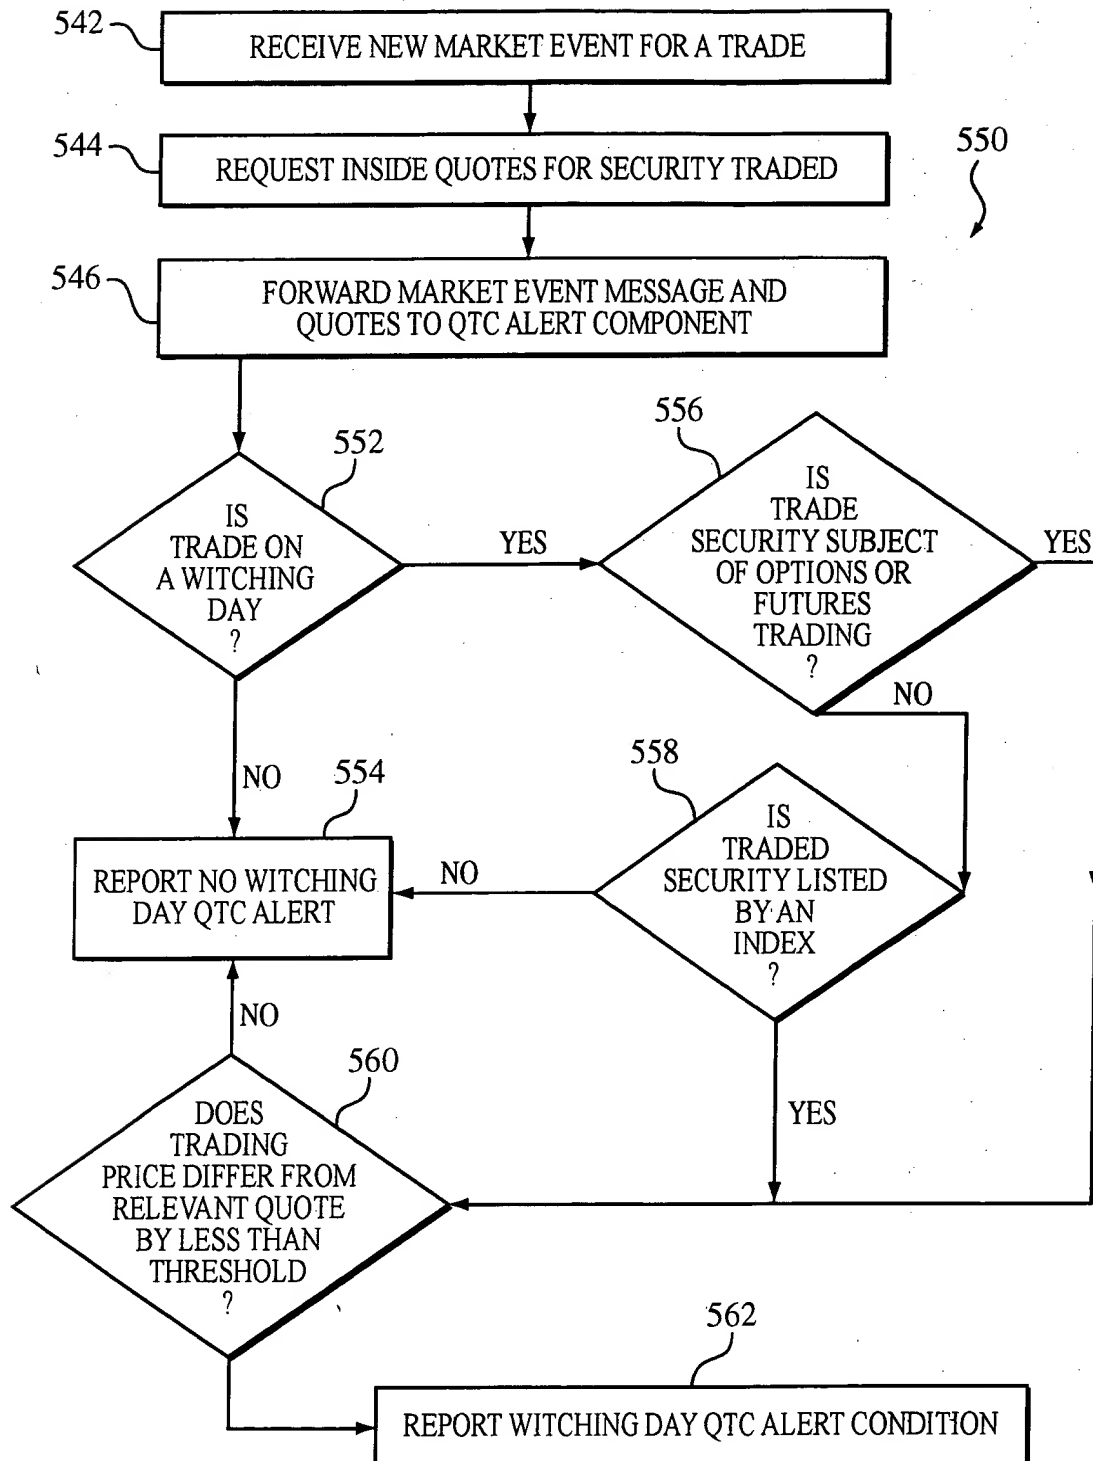 542
RECEIVE NEW MARKET EVENT FOR A TRADE
544
REQUEST INSIDE QUOTES FOR SECURITY TRADED
550
546
FORWARD MARKET EVENT MESSAGE AND
QUOTES TO QTC ALERT COMPONENT
552
IS
TRADE ON
A WITCHING
DAY
?
YES
556
IS
TRADE
SECURITY SUBJECT
OF OPTIONS OR
FUTURES
TRADING
?
YES
NO
NO
554
REPORT NO WITCHING
DAY QTC ALERT
NO
558
IS
TRADED
SECURITY LISTED
BY AN
INDEX
?
YES
NO
560
DOES
TRADING
PRICE DIFFER FROM
RELEVANT QUOTE
BY LESS THAN
THRESHOLD
?
562
REPORT WITCHING DAY QTC ALERT CONDITION